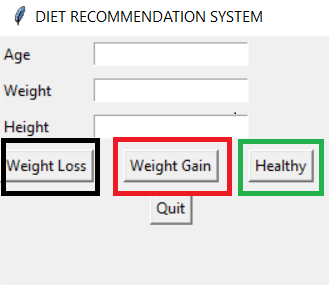 DIET RECOMMENDATION SYSTEM
Age
Weight
Height
Weight Loss Weight Gain Healthy
Quit